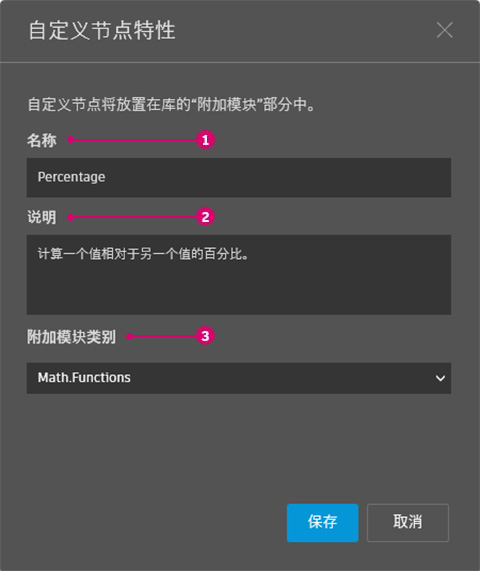 自定义节点特性
自定义节点将放置在库的“附加模块”部分中。
名称 1
Percentage
说明 2
计算一个值相对于另一个值的百分比。
附加模块类别 3
Math.Functions
保存 取消